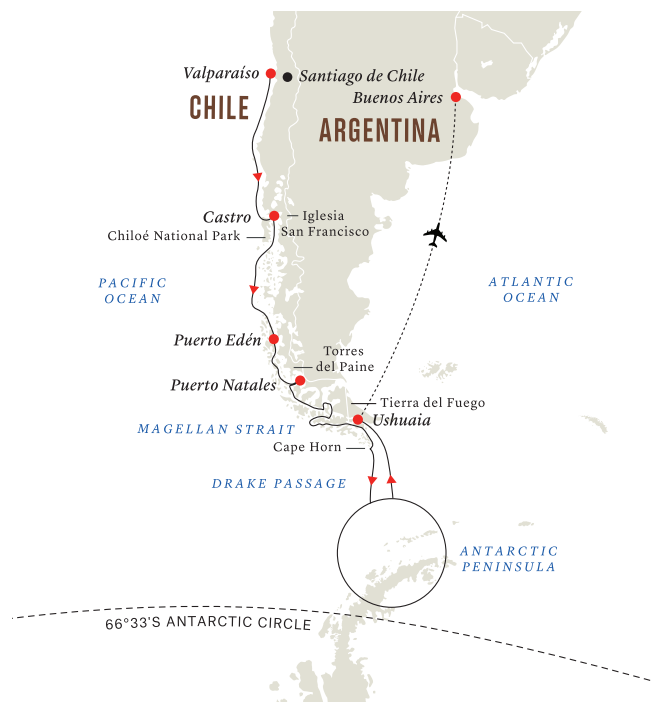 Valparaíso
Santiago de Chile
Buenos Aires
CHILE
ARGENTINA
Castro
Iglesia
San Francisco
Chiloé National Park
PACIFIC
OCEAN
ATLANTIC
OCEAN
Puerto Edén
Torres
del Paine
Puerto Natales
Tierra del Fuego
Ushuaia
MAGELLAN STRAIT
Cape Horn
DRAKE PASSAGE
ANTARCTIC
PENINSULA
66°33'S ANTARCTIC CIRCLE